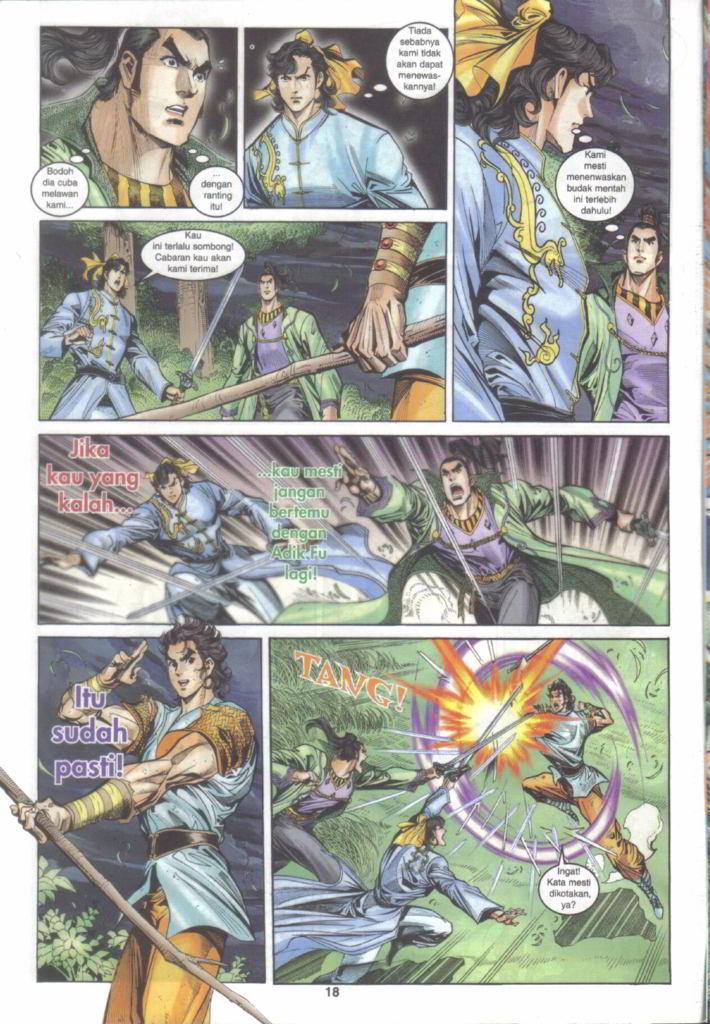 Bodoh
dia cuba
melawan
kami...
...
dengan
ranting
itu!
Tiada
sebabnya
kami tidak
akan dapat
menewas-
kannya!
Kami
mesti
menenwaskan
budak mentah
ini terlebih
dahulu!
Kau
ini terlalu sombong!
Cabaran kau akan
kami terima!
Jika
kau yang
kalah...
...kau mesti
jangan
bertemu
dengan
Adik Fu
lagi!
Itu
sudah
pasti!
TANG!
Ingat!
Kata mesti
dikotakan,
ya?
18